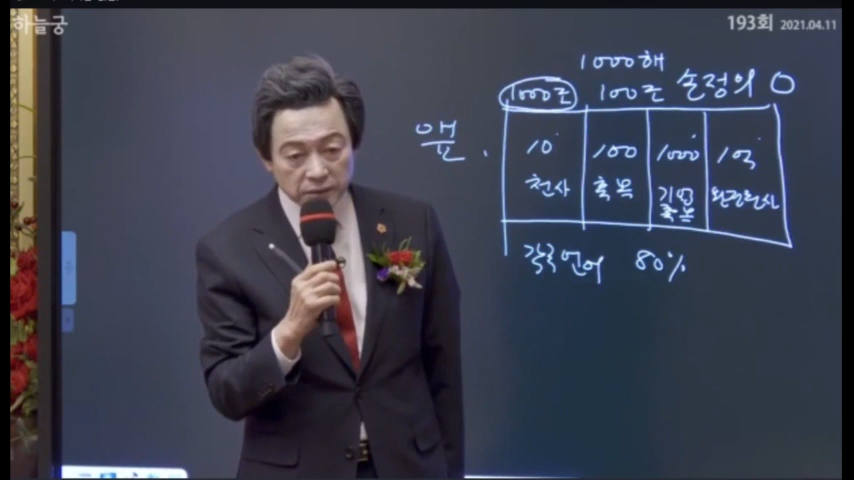 하늘궁
193회 2021.04.11
1000해
1000조 100조 손정의 0
앺.
10 100 1000 1억
천사 축복 기업 완전천사
축복
각국언어 80%